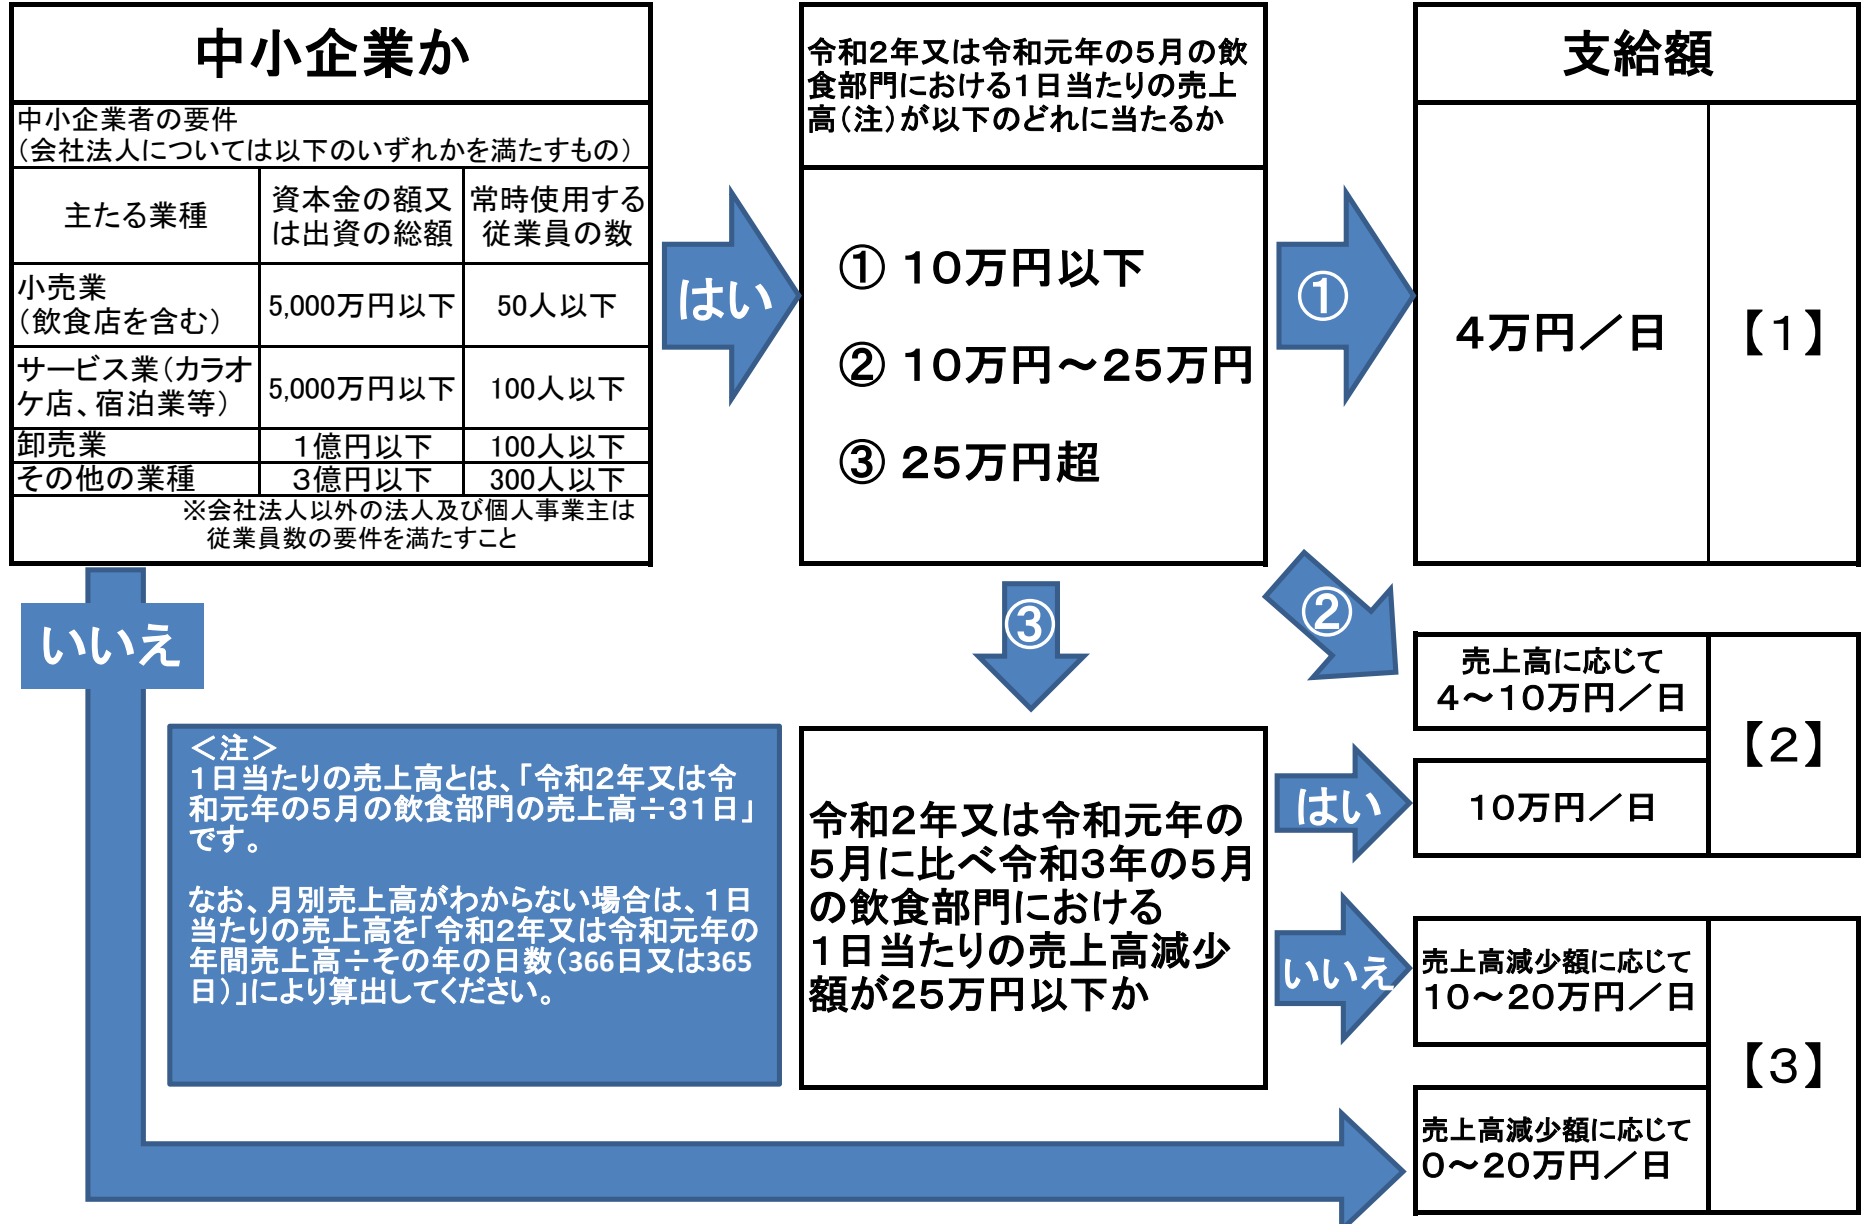 中小企業か
中小企業者の要件
（会社法人については以下のいずれかを満たすもの）
主たる業種
資本金の額又
は出資の総額
常時使用する
従業員の数
小売業
（飲食店を含む）
5,000万円以下
50人以下
サービス業（カラオ
ケ店、宿泊業等）
5,000万円以下
100人以下
卸売業
１億円以下
100人以下
その他の業種
３億円以下
300人以下
※会社法人以外の法人及び個人事業主は
従業員数の要件を満たすこと
はい
令和２年又は令和元年の５月の飲
食部門における１日当たりの売上
高（注）が以下のどれに当たるか
① １０万円以下
② １０万円～２５万円
③ ２５万円超
①
支給額
４万円／日
【１】
いいえ
③
②
売上高に応じて
４～１０万円／日
【２】
１０万円／日
＜注＞
１日当たりの売上高とは、「令和２年又は令
和元年の５月の飲食部門の売上高÷３１日」
です。
なお、月別売上高がわからない場合は、１日
当たりの売上高を「令和２年又は令和元年の
年間売上高÷その年の日数（366日又は365
日）」により算出してください。
令和２年又は令和元年の
５月に比べ令和３年の５月
の飲食部門における
１日当たりの売上高減少
額が２５万円以下か
はい
いいえ
売上高減少額に応じて
１０～２０万円／日
【３】
売上高減少額に応じて
０～２０万円／日